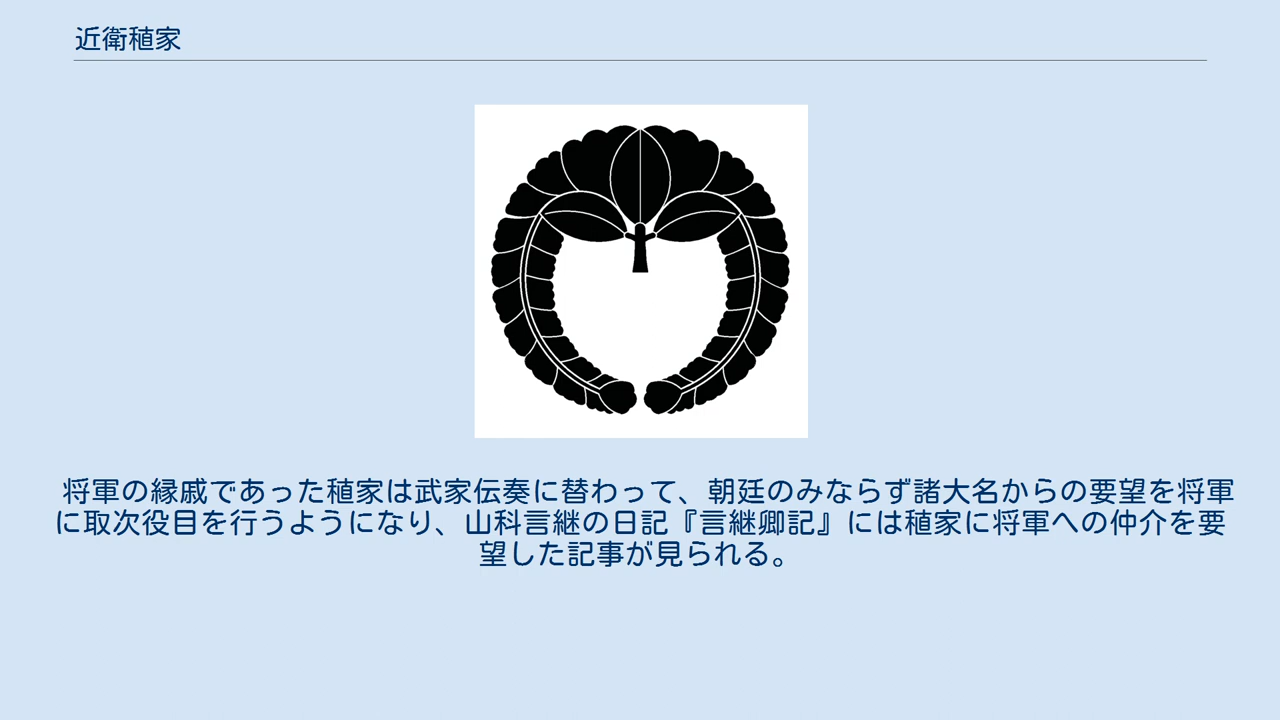 近衛稙家
将軍の縁戚であった稙家は武家伝奏に替わって、朝廷のみならず諸大名からの要望を将軍
に取次役目を行うようになり、山科言継の日記『言継卿記』には稙家に将軍への仲介を要
望した記事が見られる。